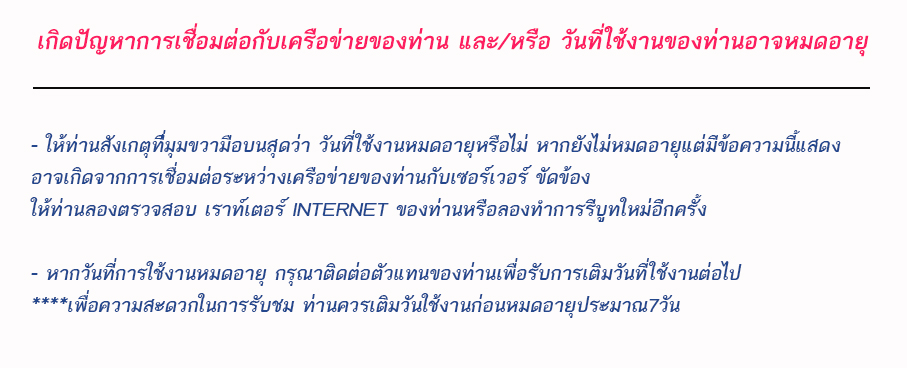 เกิดปัญหาการเชื่อมต่อกับเครือข่ายของท่าน และ/หรือ วันที่ใช้งานของท่านอาจหมดอายุ
- ให้ท่านสังเกตุที่มุมขวามือบนสุดว่า วันที่ใช้งานหมดอายุหรือไม่ หากยังไม่หมดอายุแต่มีข้อความนี้แสดง
อาจเกิดจากการเชื่อมต่อระหว่างเครือข่ายของท่านกับเซอร์เวอร์ ขัดข้อง
ให้ท่านลองตรวจสอบ เราท์เตอร์ INTERNET ของท่านหรือลองทำการรีบูทใหม่อีกครั้ง
- หากวันที่การใช้งานหมดอายุ กรุณาติดต่อตัวแทนของท่านเพื่อรับการเติมวันที่ใช้งานต่อไป
****เพื่อความสะดวกในการรับชม ท่านควรเติมวันใช้งานก่อนหมดอายุประมาณ7วัน